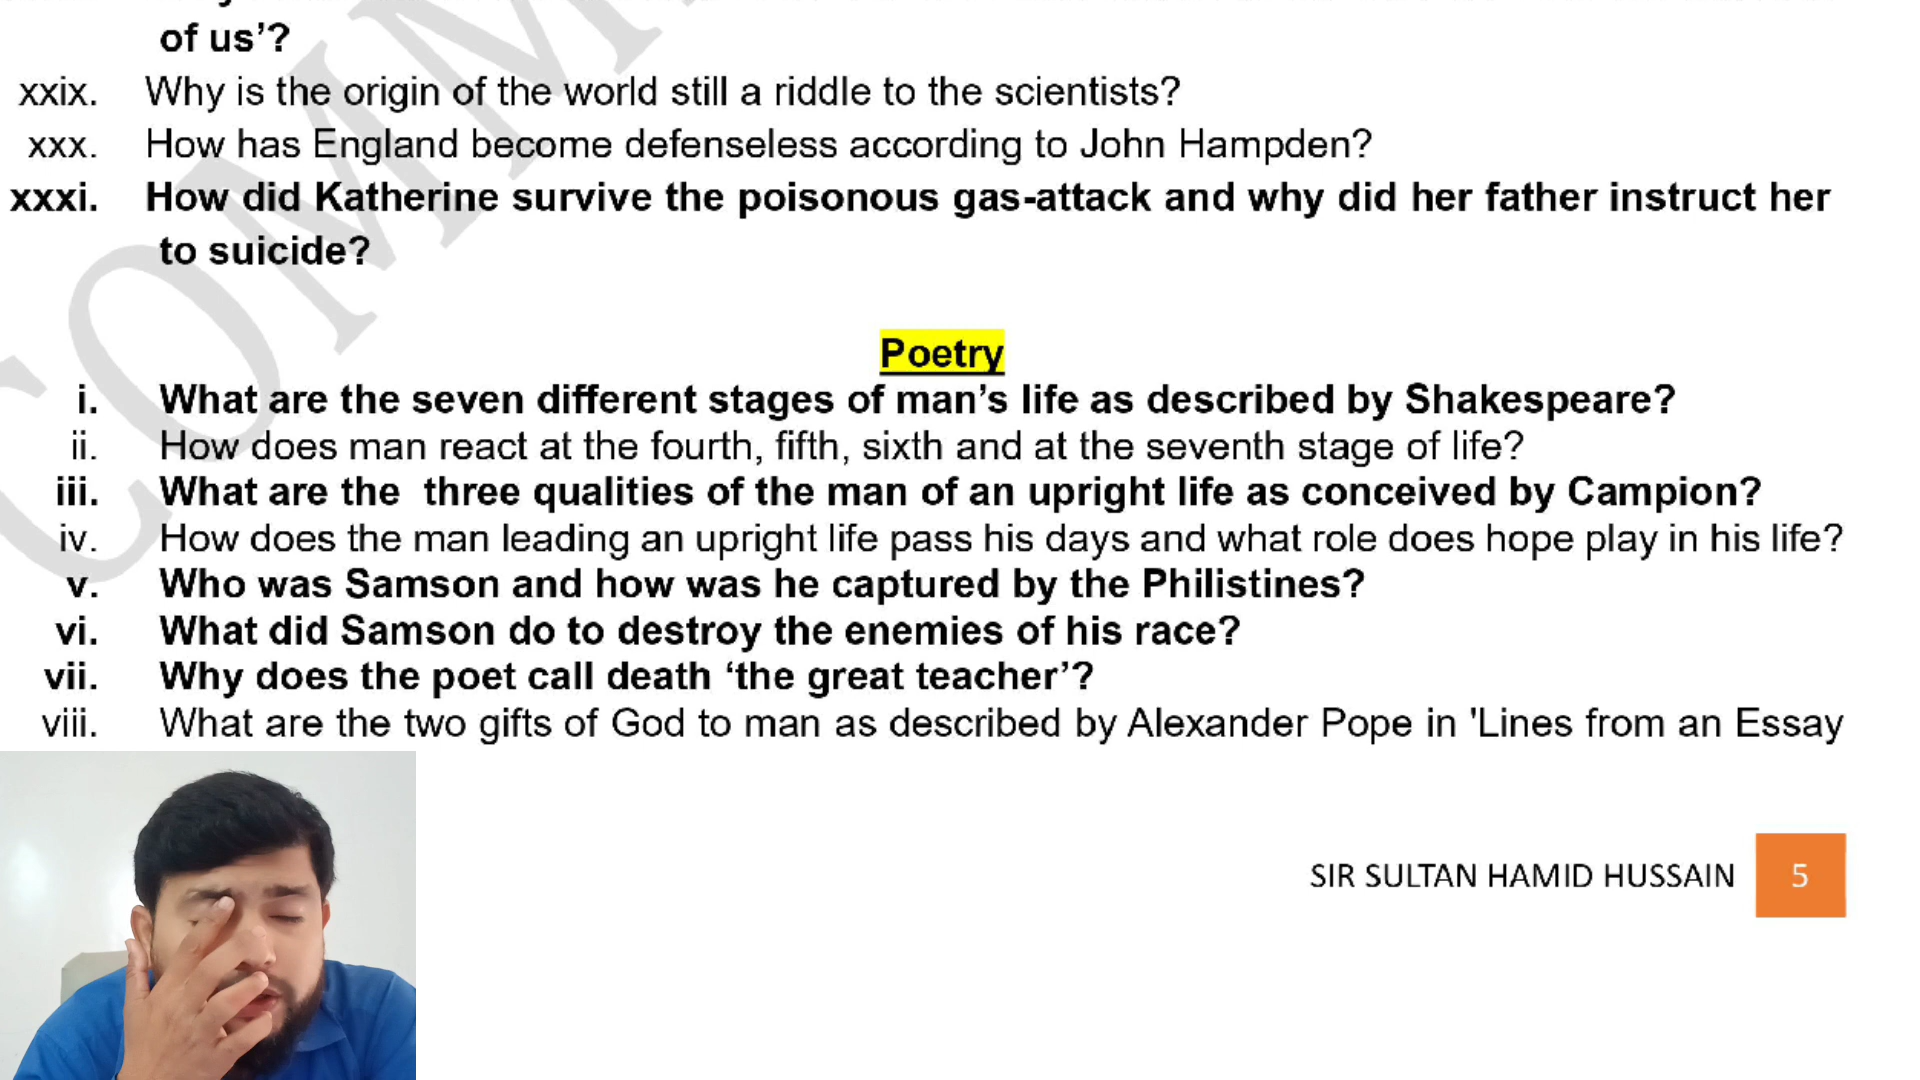 of us’?
xxix. Why is the origin of the world still a riddle to the scientists?
xxx. How has England become defenseless according to John Hampden?
xxxi. How did Katherine survive the poisonous gas-attack and why did her father instruct her
to suicide?
Poetry
i. What are the seven different stages of man’s life as described by Shakespeare?
ii. How does man react at the fourth, fifth, sixth and at the seventh stage of life?
iii. What are the three qualities of the man of an upright life as conceived by Campion?
iv. How does the man leading an upright life pass his days and what role does hope play in his life?
v. Who was Samson and how was he captured by the Philistines?
vi. What did Samson do to destroy the enemies of his race?
vii. Why does the poet call death ‘the great teacher’?
viii. What are the two gifts of God to man as described by Alexander Pope in 'Lines from an Essay
SIR SULTAN HAMID HUSSAIN 5